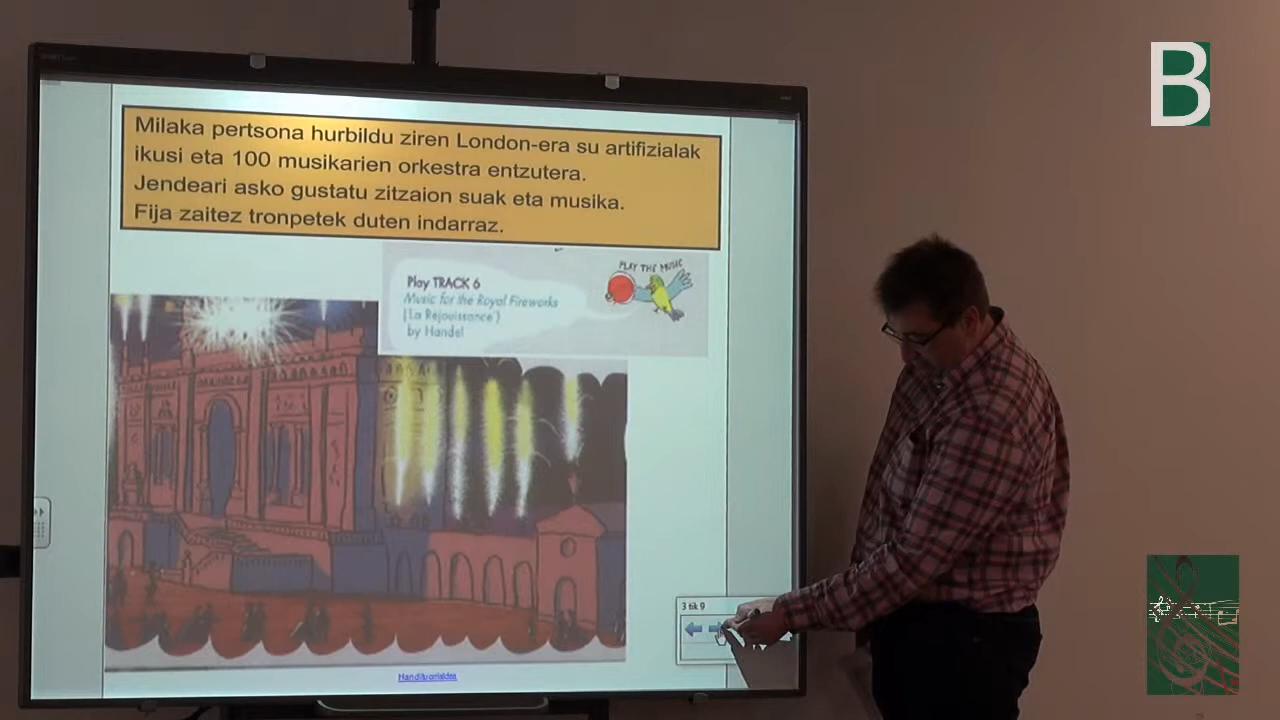 B
Milaka pertsona hurbildu ziren London-era su artifizialak
ikusi eta 100 musikarien orkestra entzutera.
Jendeari asko gustatu zitzaion suak eta musika.
Fija zaitez tronpetek duten indarraz.
PLAY THE MUSIC
Play TRACK 6
Music for the Royal Fireworks
(La Rejouissance')
by Handel
3 tik 9